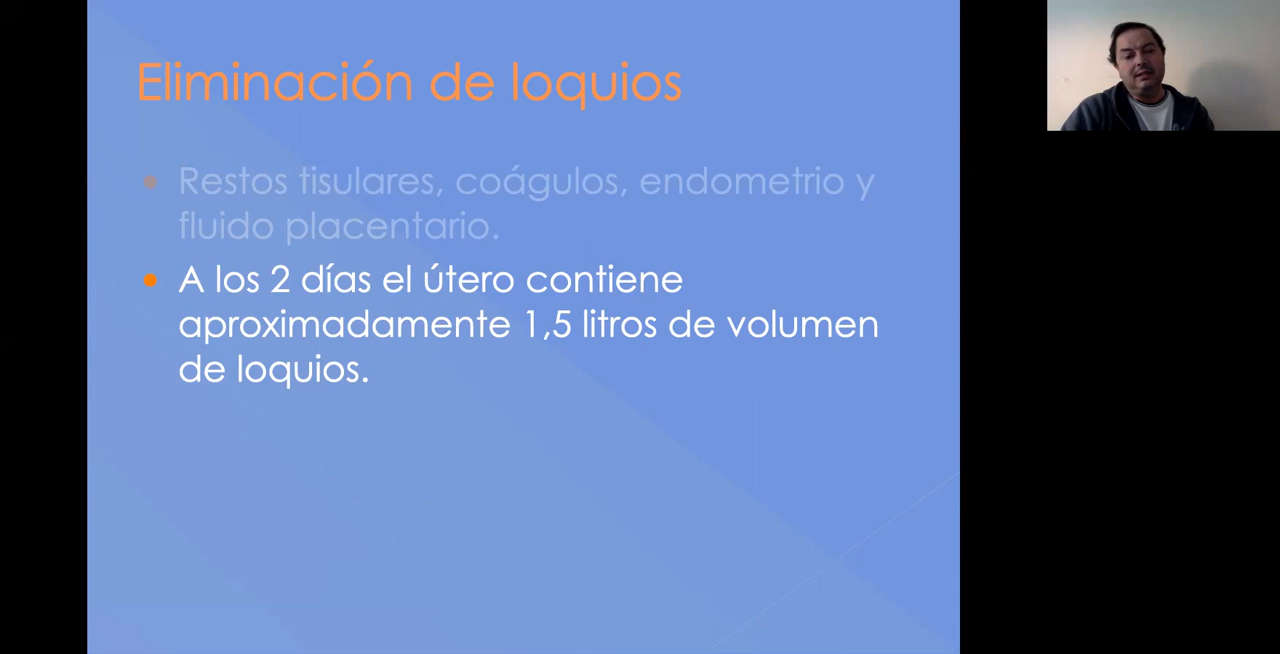 Eliminación de loquios
Restos tisulares, coágulos, endometrio y
fluido placentario.
A los 2 días el útero contiene
aproximadamente 1,5 litros de volumen
de loquios.